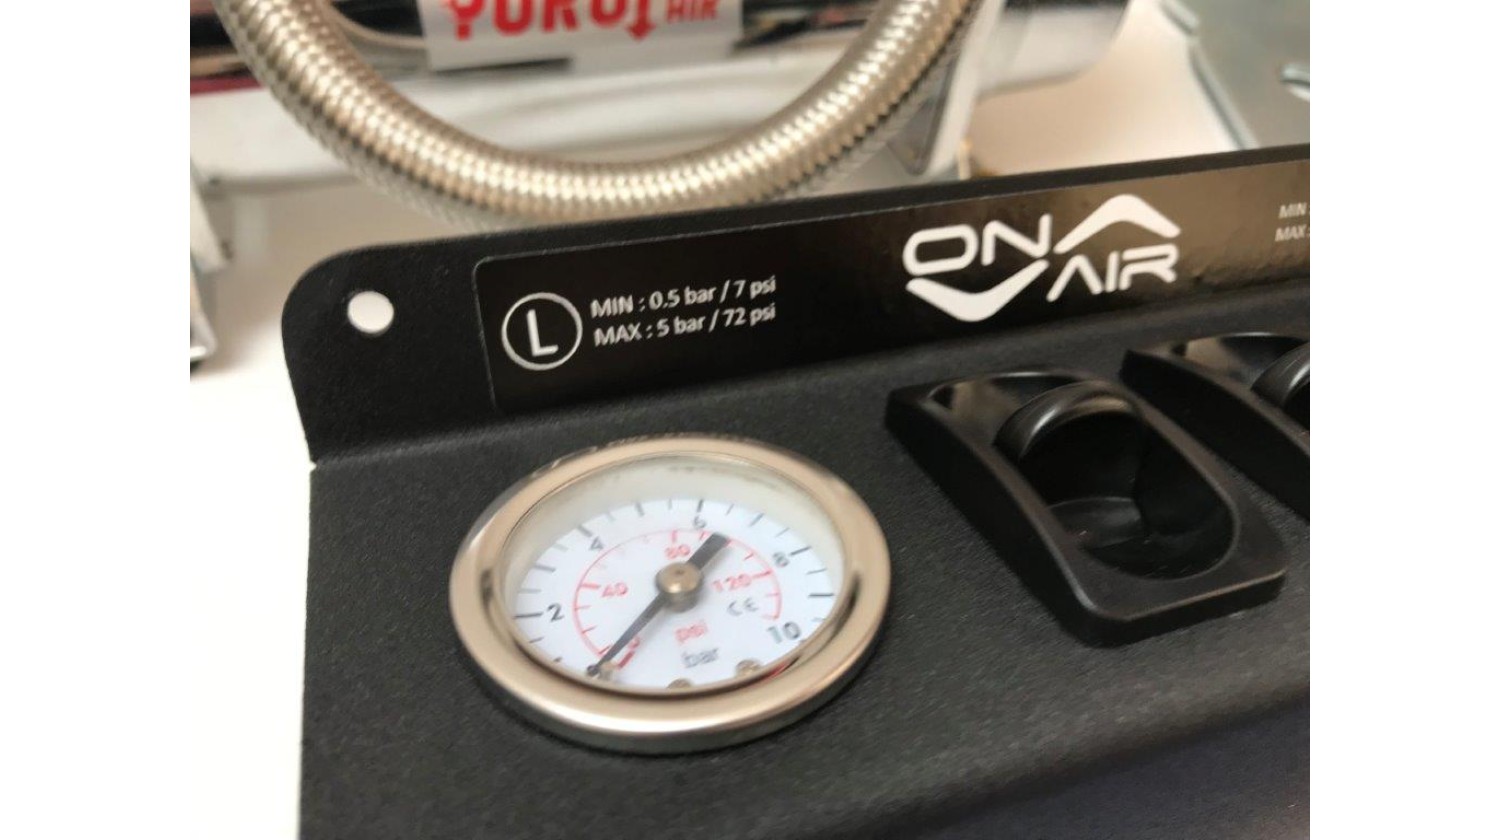 AIR
L
MIN : 0.5 bar / 7 psi
MAX : 5 bar / 72 psi
ON AIR
MIN
MAX :
2
4
6
8
10
40
80
120
psi
bar
CE